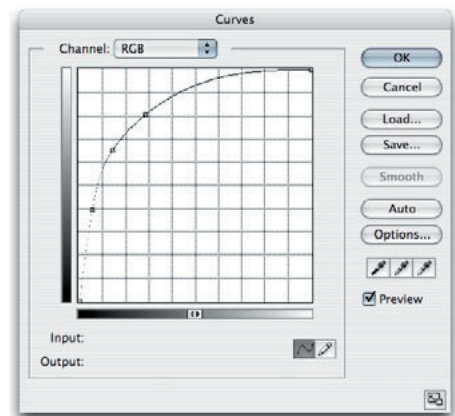 Curves
Channel: RGB
OK
Cancel
Load...
Save...
Smooth
Auto
Options...
Preview
Input:
Output: